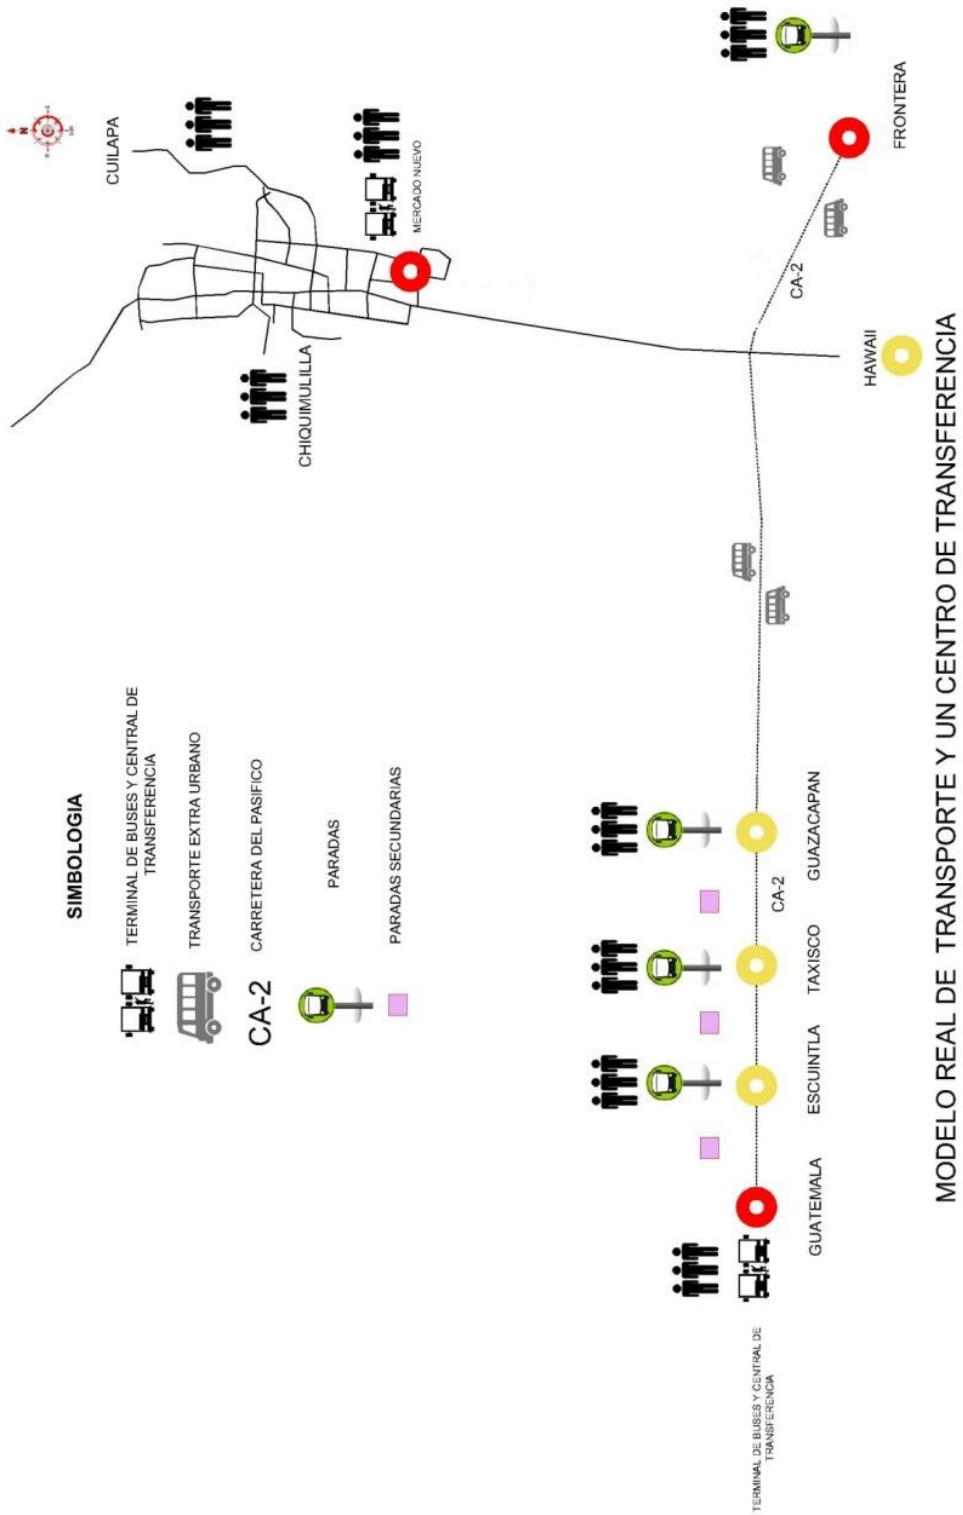 SIMBOLOGIA
TERMINAL DE BUSES Y CENTRAL DE
TRANSFERENCIA
TRANSPORTE EXTRA URBANO
CA-2
CARRETERA DEL PASIFICO
PARADAS
PARADAS SECUNDARIAS
N
CUILAPA
MERCADO NUEVO
CHIQUIMULILLA
TERMINAL DE BUSES Y CENTRAL DE
TRANSFERENCIA
GUATEMALA
ESCUINTLA
TAXISCO
CA-2
GUAZACAPAN
CA-2
HAWAII
FRONTERA
MODELO REAL DE TRANSPORTE Y UN CENTRO DE TRANSFERENCIA